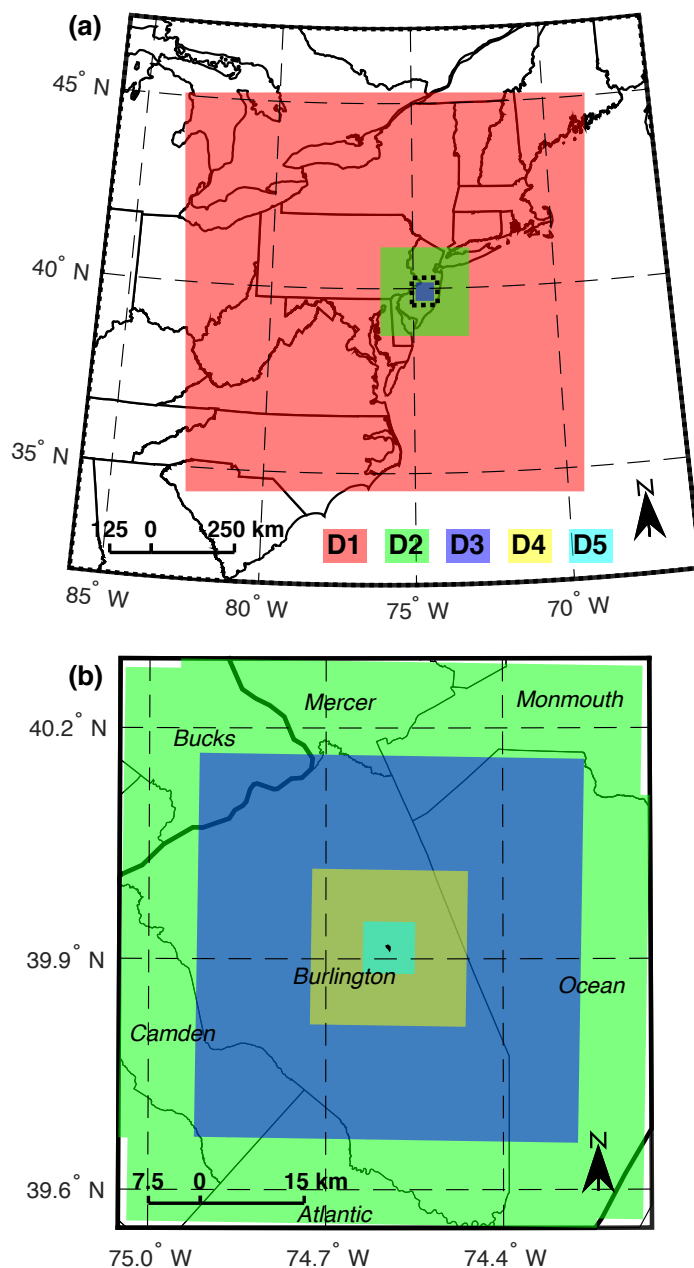 (a)
45° N
40° N
35° N
N
125 0 250 km
D1 D2 D3 D4 D5
85° W 80° W 75° W 70° W
(b)
Mercer
Monmouth
40.2° N
Bucks
39.9° N
Burlington
Ocean
Camden
N
7.5 0 15 km
39.6° N
Atlantic
75.0° W 74.7° W 74.4° W